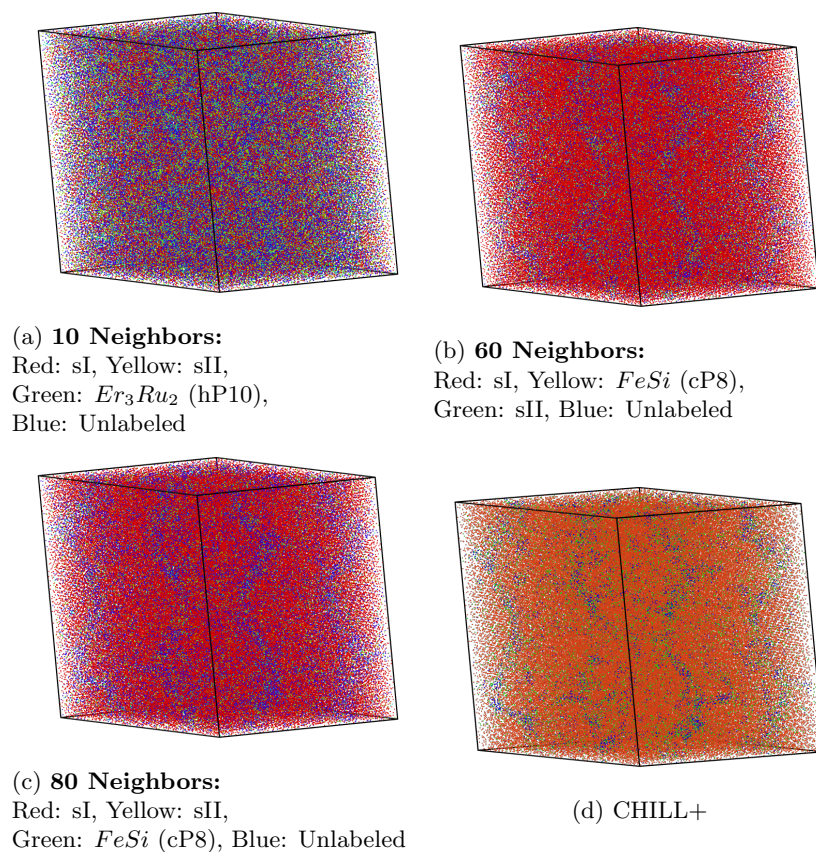 (a) 10 Neighbors:
Red: sI, Yellow: sII,
Green: Er₃Ru₂ (hP10),
Blue: Unlabeled
(b) 60 Neighbors:
Red: sI, Yellow: FeSi (cP8),
Green: sII, Blue: Unlabeled
(c) 80 Neighbors:
Red: sI, Yellow: sII,
Green: FeSi (cP8), Blue: Unlabeled
(d) CHILL+